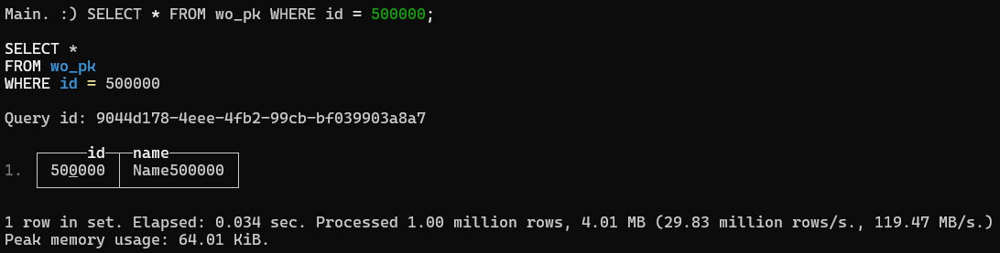 Main. :) SELECT * FROM wo_pk WHERE id = 500000;
SELECT *
FROM wo_pk
WHERE id = 500000
Query id: 9044d178-4eee-4fb2-99cb-bf039903a8a7
id name
1. 500000 Name500000
1 row in set. Elapsed: 0.034 sec. Processed 1.00 million rows, 4.01 MB (29.83 million rows/s., 119.47 MB/s.)
Peak memory usage: 64.01 KiB.